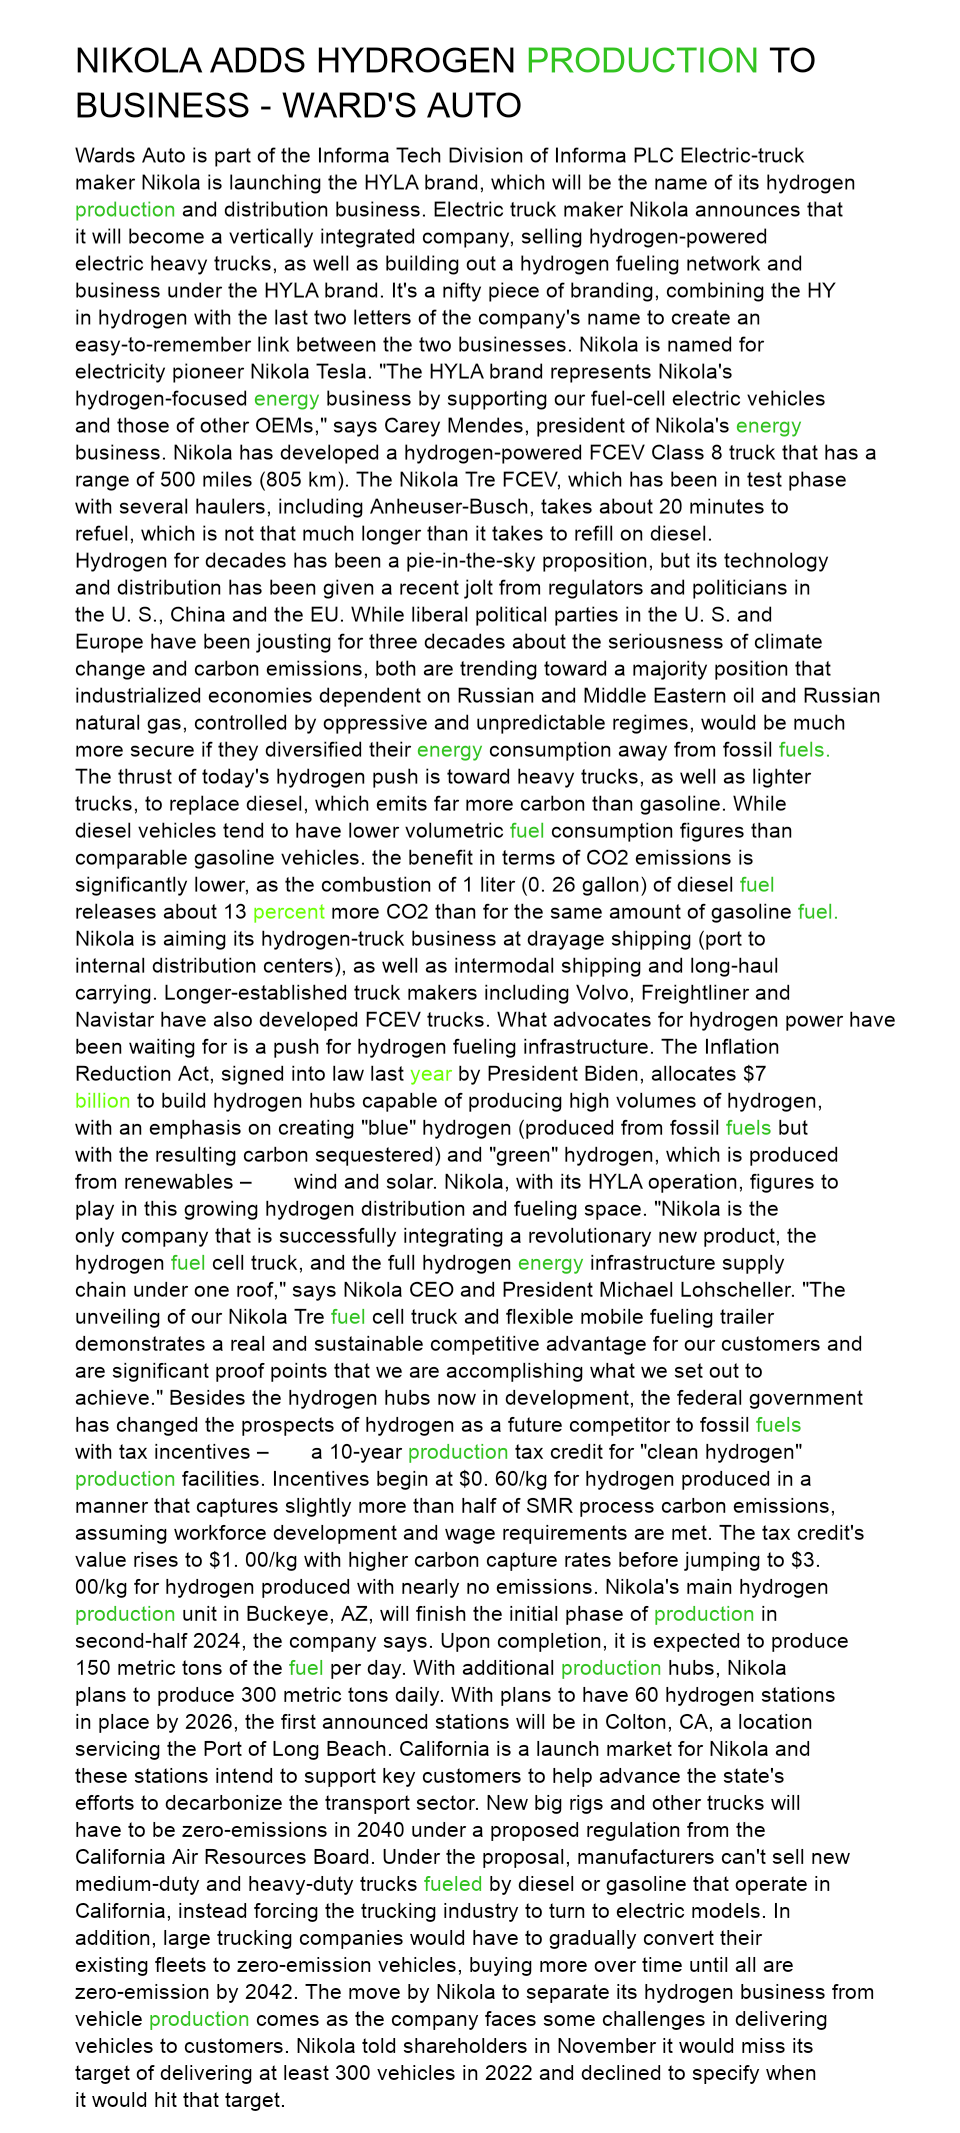 NIKOLA ADDS HYDROGEN PRODUCTION TO
BUSINESS - WARD'S AUTO
Wards Auto is part of the Informa Tech Division of Informa PLC Electric-truck
maker Nikola is launching the HYLA brand, which will be the name of its hydrogen
production and distribution business. Electric truck maker Nikola announces that
it will become a vertically integrated company, selling hydrogen-powered
electric heavy trucks, as well as building out a hydrogen fueling network and
business under the HYLA brand. It's a nifty piece of branding, combining the HY
in hydrogen with the last two letters of the company's name to create an
easy-to-remember link between the two businesses. Nikola is named for
electricity pioneer Nikola Tesla. "The HYLA brand represents Nikola's
hydrogen-focused energy business by supporting our fuel-cell electric vehicles
and those of other OEMs," says Carey Mendes, president of Nikola's energy
business. Nikola has developed a hydrogen-powered FCEV Class 8 truck that has a
range of 500 miles (805 km). The Nikola Tre FCEV, which has been in test phase
with several haulers, including Anheuser-Busch, takes about 20 minutes to
refuel, which is not that much longer than it takes to refill on diesel.
Hydrogen for decades has been a pie-in-the-sky proposition, but its technology
and distribution has been given a recent jolt from regulators and politicians in
the U. S., China and the EU. While liberal political parties in the U. S. and
Europe have been jousting for three decades about the seriousness of climate
change and carbon emissions, both are trending toward a majority position that
industrialized economies dependent on Russian and Middle Eastern oil and Russian
natural gas, controlled by oppressive and unpredictable regimes, would be much
more secure if they diversified their energy consumption away from fossil fuels.
The thrust of today's hydrogen push is toward heavy trucks, as well as lighter
trucks, to replace diesel, which emits far more carbon than gasoline. While
diesel vehicles tend to have lower volumetric fuel consumption figures than
comparable gasoline vehicles. the benefit in terms of CO2 emissions is
significantly lower, as the combustion of 1 liter (0. 26 gallon) of diesel fuel
releases about 13 percent more CO2 than for the same amount of gasoline fuel.
Nikola is aiming its hydrogen-truck business at drayage shipping (port to
internal distribution centers), as well as intermodal shipping and long-haul
carrying. Longer-established truck makers including Volvo, Freightliner and
Navistar have also developed FCEV trucks. What advocates for hydrogen power have
been waiting for is a push for hydrogen fueling infrastructure. The Inflation
Reduction Act, signed into law last year by President Biden, allocates $7
billion to build hydrogen hubs capable of producing high volumes of hydrogen,
with an emphasis on creating "blue" hydrogen (produced from fossil fuels but
with the resulting carbon sequestered) and "green" hydrogen, which is produced
from renewables – wind and solar. Nikola, with its HYLA operation, figures to
play in this growing hydrogen distribution and fueling space. "Nikola is the
only company that is successfully integrating a revolutionary new product, the
hydrogen fuel cell truck, and the full hydrogen energy infrastructure supply
chain under one roof," says Nikola CEO and President Michael Lohscheller. "The
unveiling of our Nikola Tre fuel cell truck and flexible mobile fueling trailer
demonstrates a real and sustainable competitive advantage for our customers and
are significant proof points that we are accomplishing what we set out to
achieve." Besides the hydrogen hubs now in development, the federal government
has changed the prospects of hydrogen as a future competitor to fossil fuels
with tax incentives – a 10-year production tax credit for "clean hydrogen"
production facilities. Incentives begin at $0. 60/kg for hydrogen produced in a
manner that captures slightly more than half of SMR process carbon emissions,
assuming workforce development and wage requirements are met. The tax credit's
value rises to $1. 00/kg with higher carbon capture rates before jumping to $3.
00/kg for hydrogen produced with nearly no emissions. Nikola's main hydrogen
production unit in Buckeye, AZ, will finish the initial phase of production in
second-half 2024, the company says. Upon completion, it is expected to produce
150 metric tons of the fuel per day. With additional production hubs, Nikola
plans to produce 300 metric tons daily. With plans to have 60 hydrogen stations
in place by 2026, the first announced stations will be in Colton, CA, a location
servicing the Port of Long Beach. California is a launch market for Nikola and
these stations intend to support key customers to help advance the state's
efforts to decarbonize the transport sector. New big rigs and other trucks will
have to be zero-emissions in 2040 under a proposed regulation from the
California Air Resources Board. Under the proposal, manufacturers can't sell new
medium-duty and heavy-duty trucks fueled by diesel or gasoline that operate in
California, instead forcing the trucking industry to turn to electric models. In
addition, large trucking companies would have to gradually convert their
existing fleets to zero-emission vehicles, buying more over time until all are
zero-emission by 2042. The move by Nikola to separate its hydrogen business from
vehicle production comes as the company faces some challenges in delivering
vehicles to customers. Nikola told shareholders in November it would miss its
target of delivering at least 300 vehicles in 2022 and declined to specify when
it would hit that target.